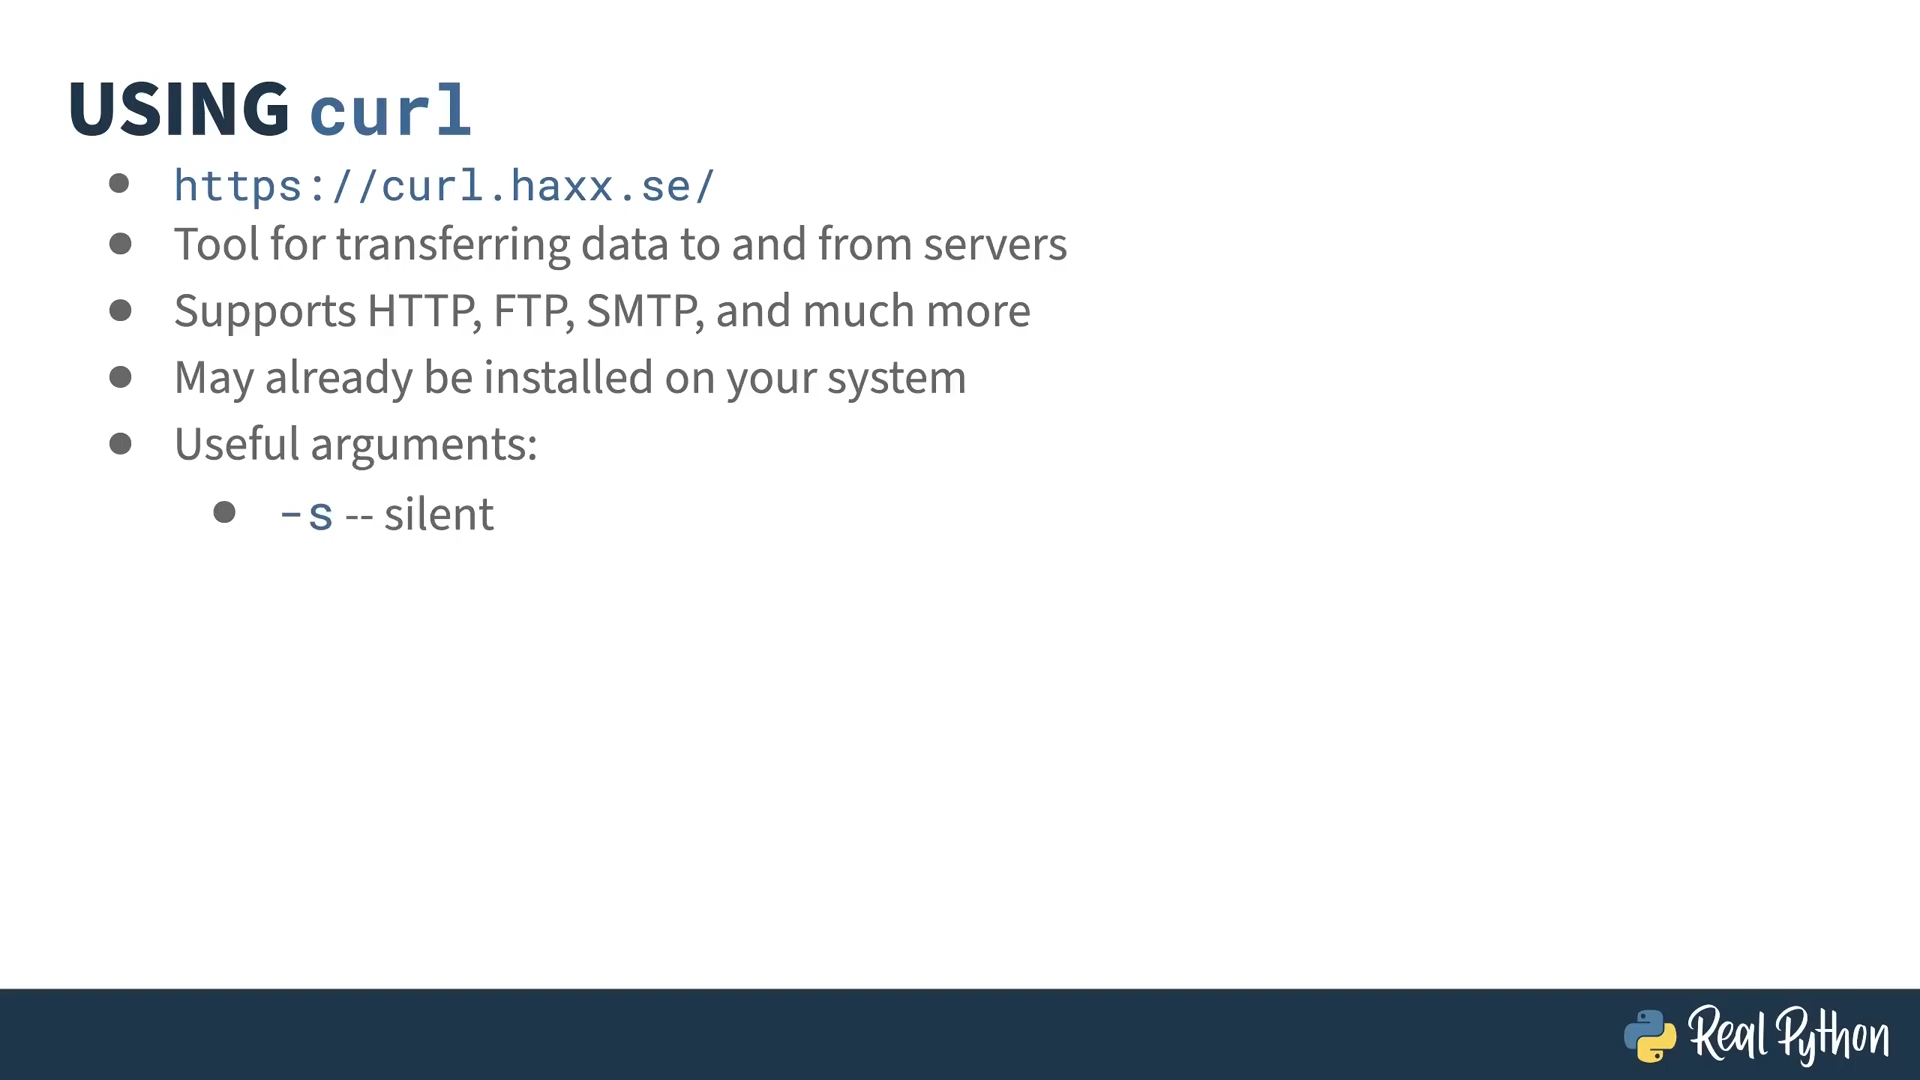 USING curl
https://curl.haxx.se/
Tool for transferring data to and from servers
Supports HTTP, FTP, SMTP, and much more
May already be installed on your system
Useful arguments:
-s -- silent
Real Python